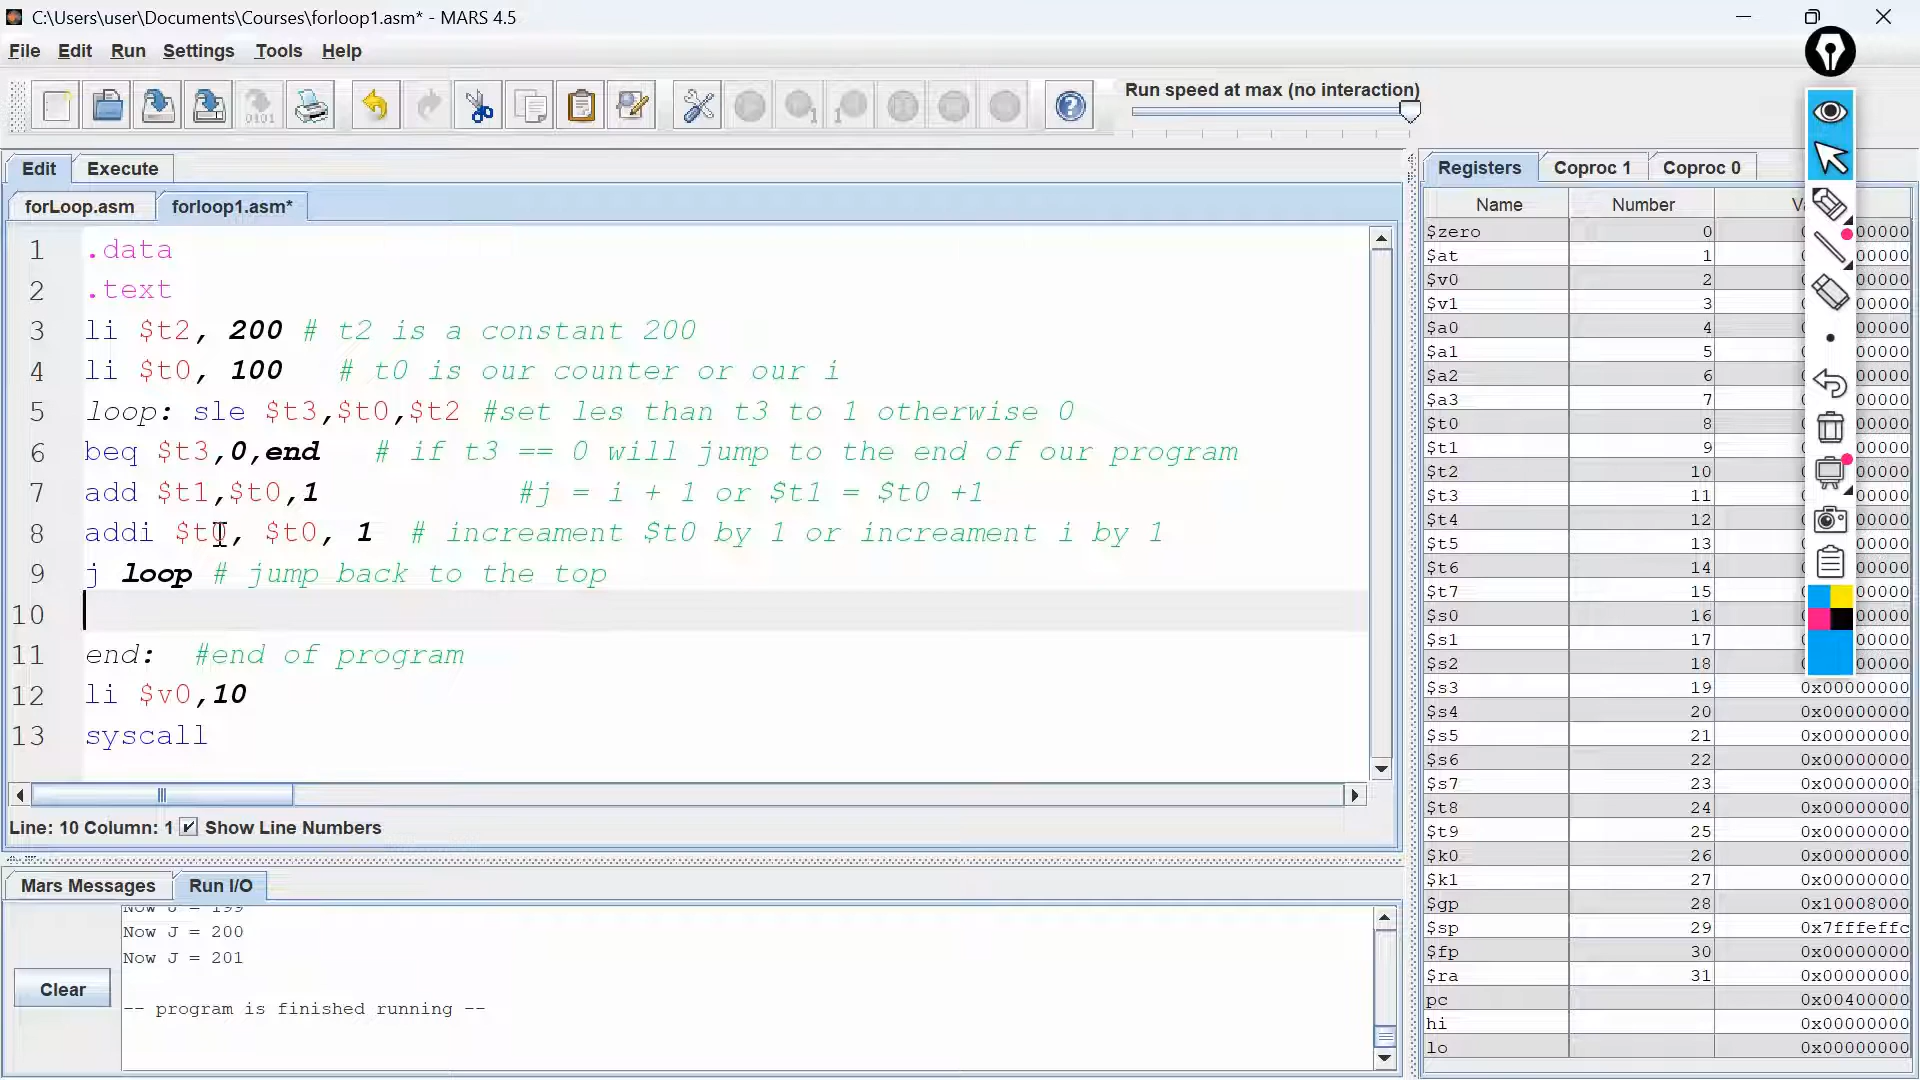 C:\Users\user\Documents\Courses\forloop1.asm* - MARS 4.5
File Edit Run Settings Tools Help
Run speed at max (no interaction)
Edit Execute
forLoop.asm forloop1.asm*
1 .data
2 .text
3 li $t2, 200 # t2 is a constant 200
4 li $t0, 100 # t0 is our counter or our i
5 loop: sle $t3,$t0,$t2 #set les than t3 to 1 otherwise 0
6 beq $t3,0,end # if t3 == 0 will jump to the end of our program
7 add $t1,$t0,1 #j = i + 1 or $t1 = $t0 +1
8 addi $t0, $t0, 1 # increament $t0 by 1 or increament i by 1
9 j loop # jump back to the top
10
11 end: #end of program
12 li $v0,10
13 syscall
Line: 10 Column: 1 Show Line Numbers
Mars Messages Run I/O
Now J = 199
Now J = 200
Now J = 201
-- program is finished running --
Clear
Registers Coproc 1 Coproc 0
Name Number
$zero 0
$at 1
$v0 2
$v1 3
$a0 4
$a1 5
$a2 6
$a3 7
$t0 8
$t1 9
$t2 10
$t3 11
$t4 12
$t5 13
$t6 14
$t7 15
$s0 16
$s1 17
$s2 18
$s3 19 0x00000000
$s4 20 0x00000000
$s5 21 0x00000000
$s6 22 0x00000000
$s7 23 0x00000000
$t8 24 0x00000000
$t9 25 0x00000000
$k0 26 0x00000000
$k1 27 0x00000000
$gp 28 0x10008000
$sp 29 0x7fffeffc
$fp 30 0x00000000
$ra 31 0x00000000
pc 0x00400000
hi 0x00000000
lo 0x00000000